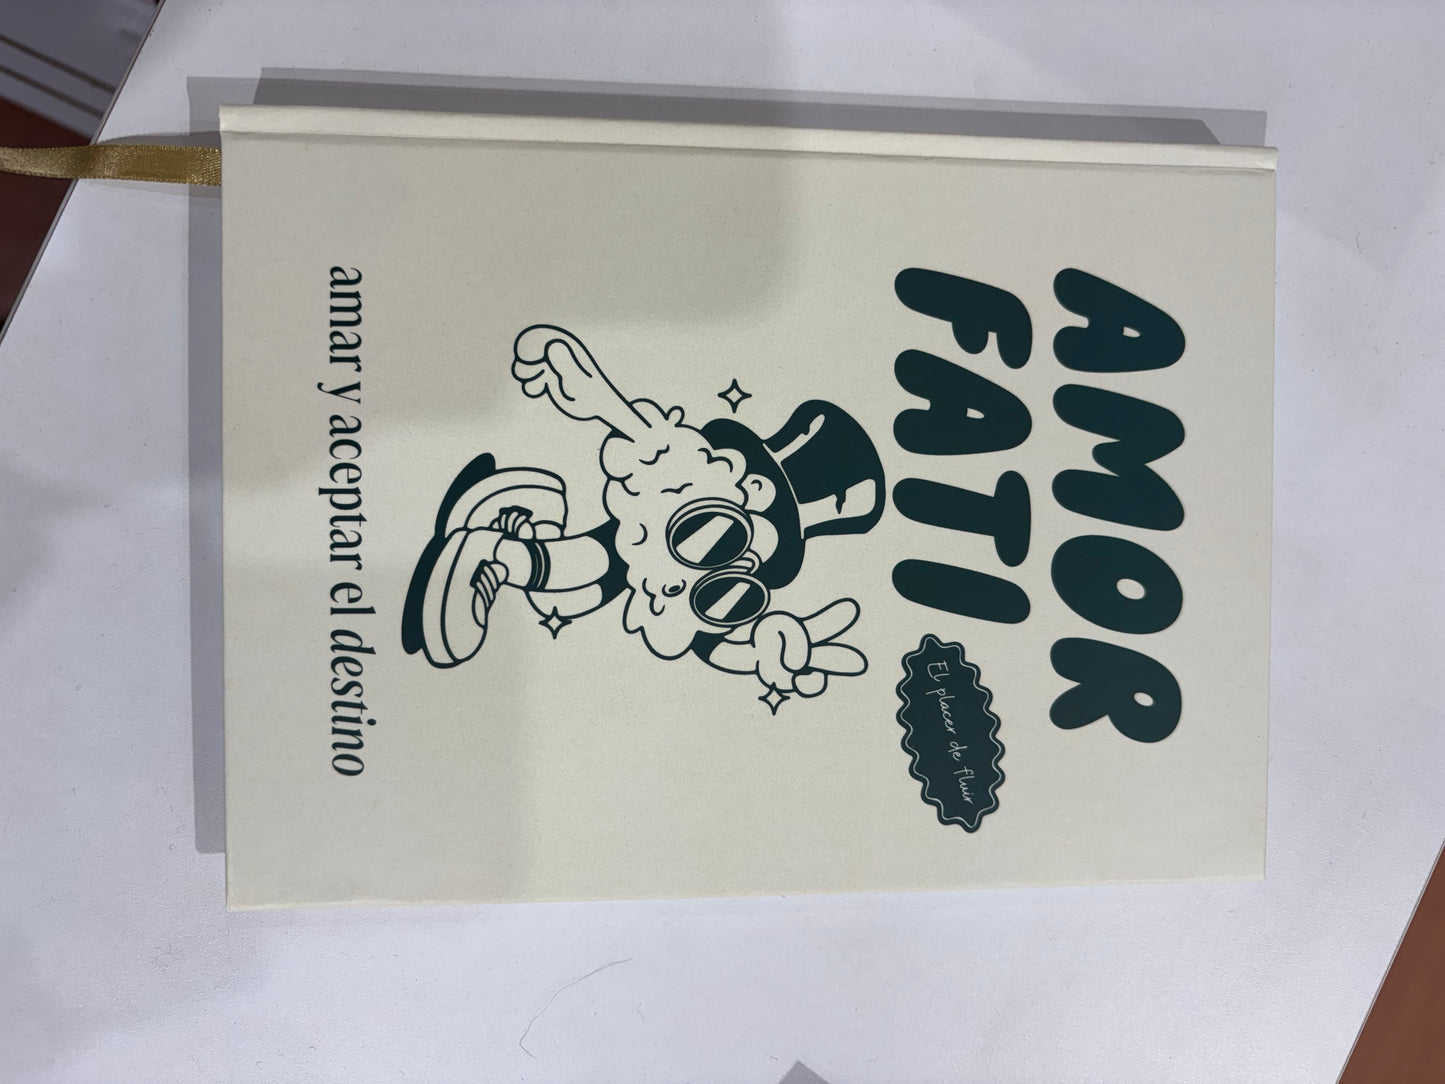 AMOR
FATI
El placer de fluir
amar y aceptar el destino